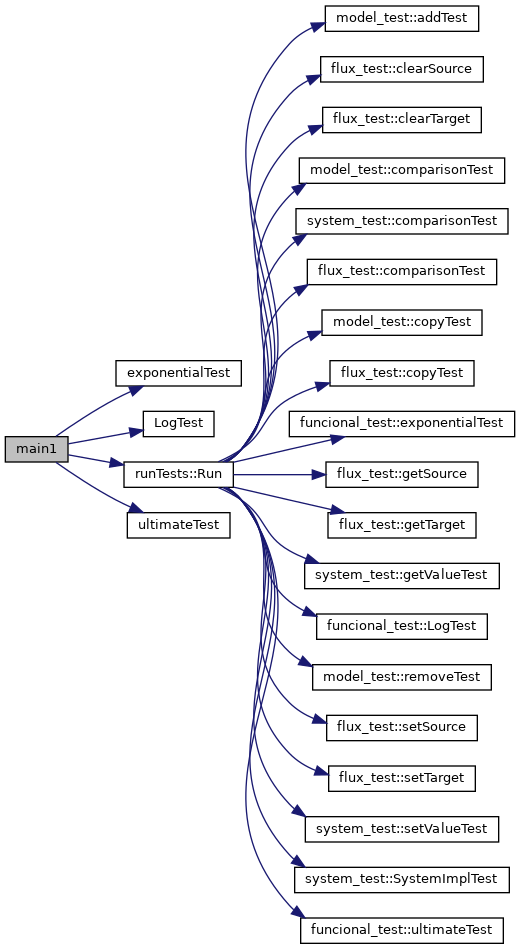 model_test::addTest
flux_test::clearSource
flux_test::clearTarget
model_test::comparisonTest
system_test::comparisonTest
flux_test::comparisonTest
model_test::copyTest
exponentialTest
flux_test::copyTest
LogTest
funcional_test::exponentialTest
main1
runTests::Run
flux_test::getSource
ultimateTest
flux_test::getTarget
system_test::getValueTest
funcional_test::LogTest
model_test::removeTest
flux_test::setSource
flux_test::setTarget
system_test::setValueTest
system_test::SystemImplTest
funcional_test::ultimateTest